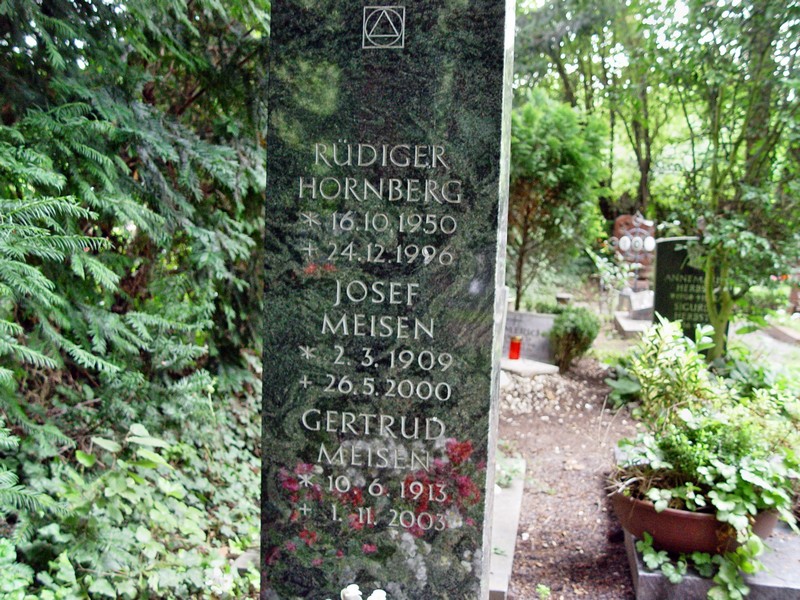 RÜDIGER
HORNBERG
* 16.10.1950
+ 24.12.1996
JOSEF
MEISEN
* 2. 3. 1909
+ 26.5.2000
GERTRUD
MEISEN
* 10. 6. 1913
+ 1. 11. 2003